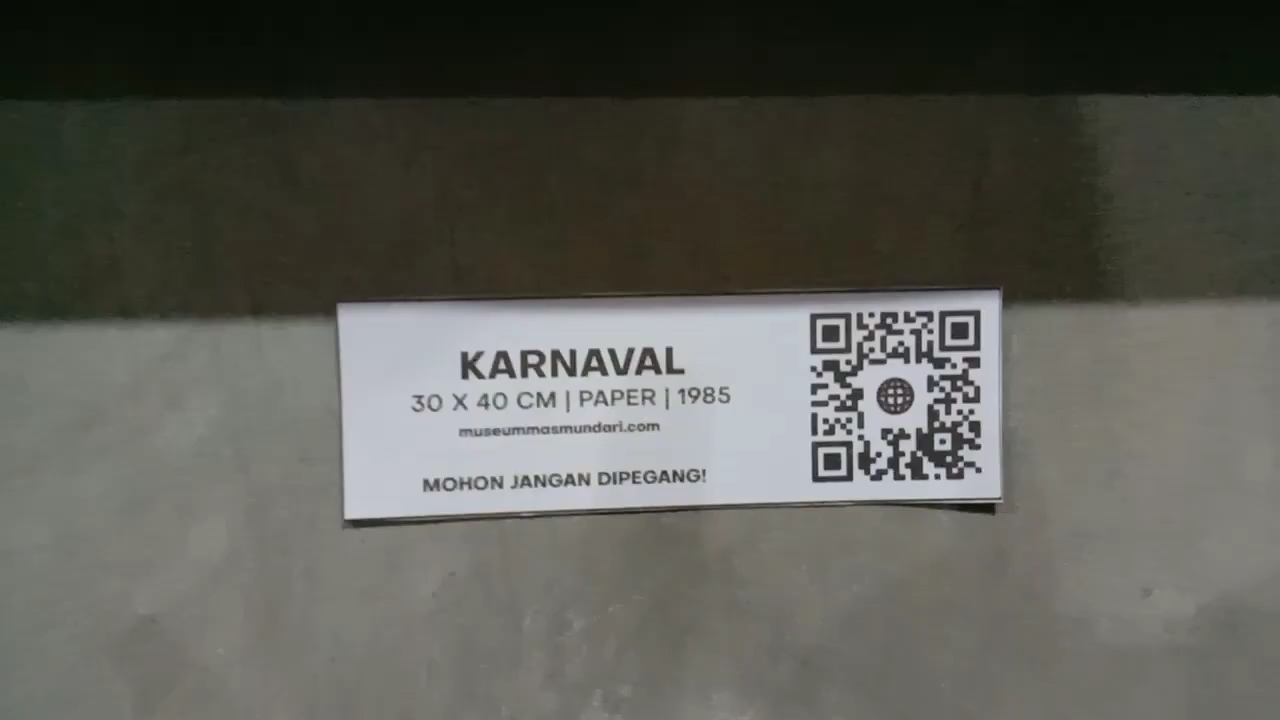 KARNAVAL
30 X 40 CM | PAPER | 1985
museummasmundari.com
MOHON JANGAN DIPEGANG!